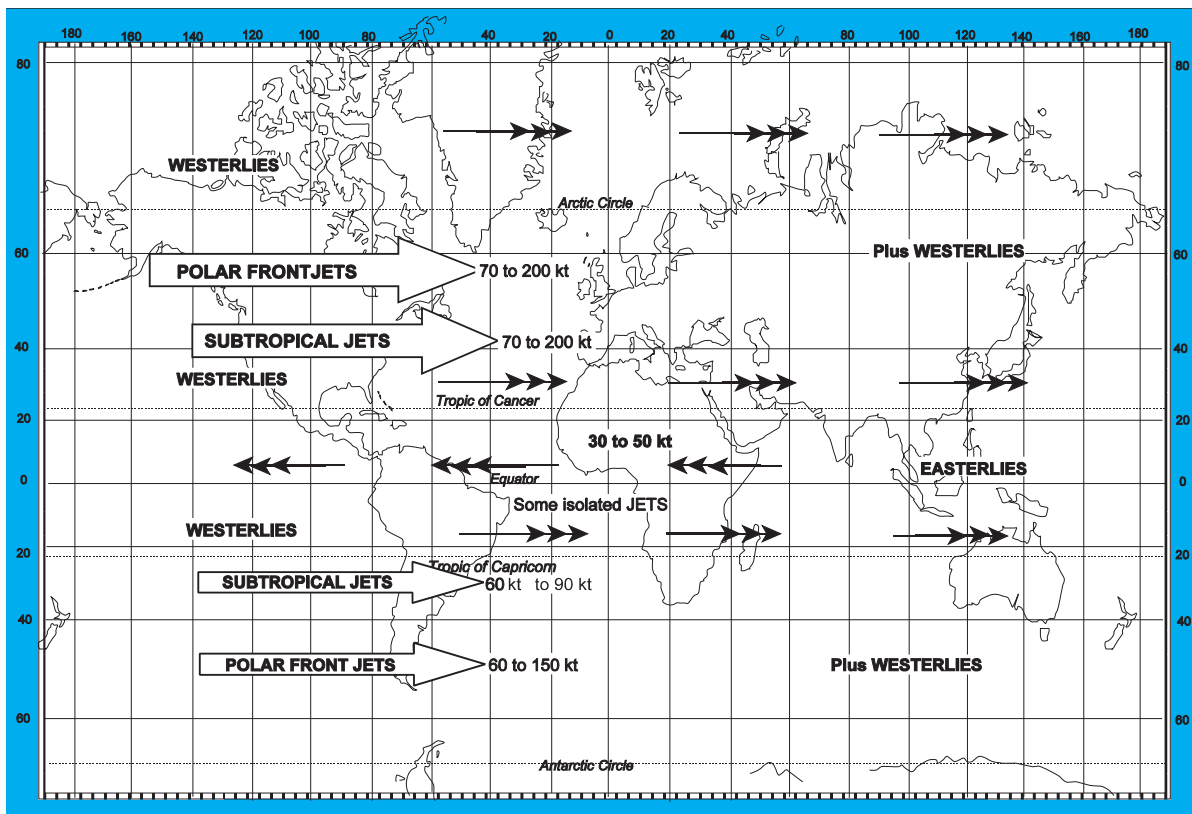 180 140 120 100 80 40 20 0 20 40 80 100 120 140 180
80 80
WESTERLIES
Arctic Circle
60 Plus WESTERLIES 60
POLAR FRONTJETS 70 to 200 kt
SUBTROPICAL JETS 70 to 200 kt
40 40
WESTERLIES
Tropic of Cancer
20 20
30 to 50 kt
EASTERLIES
0 Equator 0
Some isolated JETS
WESTERLIES
20 20
Tropic of Capricorn
SUBTROPICAL JETS 60 kt to 90 kt
40 40
POLAR FRONT JETS 60 to 150 kt Plus WESTERLIES
60 60
Antarctic Circle